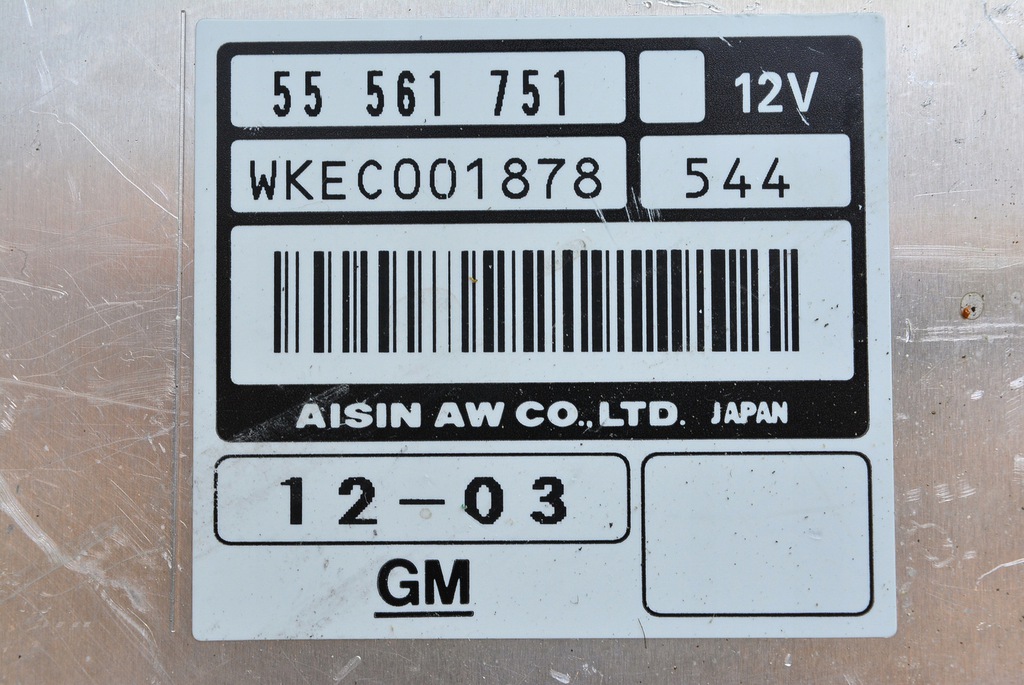 55 561 751 12V
WKEC001878 544
AISIN AW CO.,LTD. JAPAN
12-03
GM